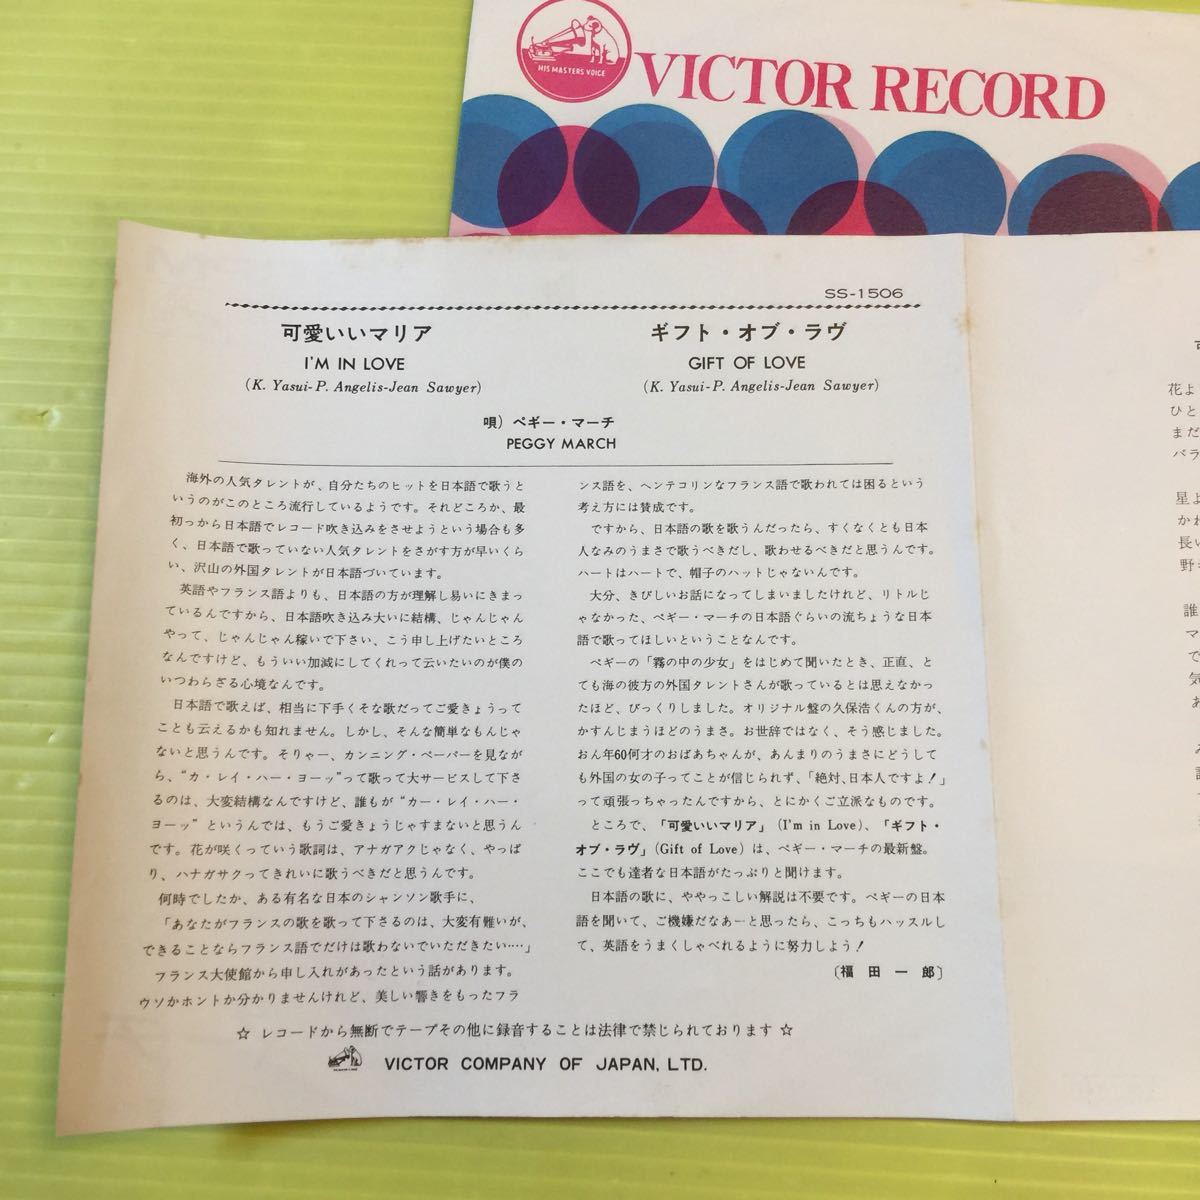 HIS MASTERS VOICE
VICTOR RECORD
SS-1506
可愛いいマリア
I'M IN LOVE
(K. Yasui-P. Angelis-Jean Sawyer)
ギフト・オブ・ラヴ
GIFT OF LOVE
(K. Yasui-P. Angelis-Jean Sawyer)
唄) ペギー・マーチ
PEGGY MARCH
海外の人気タレントが、自分たちのヒットを日本語で歌うと
いうのがこのところ流行しているようです。それどころか、最
初っから日本語でレコード吹き込みをさせようという場合も多
く、日本語で歌っていない人気タレントをさがす方が早いくら
い、沢山の外国タレントが日本語づいています。
英語やフランス語よりも、日本語の方が理解し易いにきまっ
ているんですから、日本語吹込み大いに結構、じゃんじゃん
やって、じゃんじゃん稼いで下さい、こう申し上げたいところ
なんですけど、もういい加減にしてくれって云いたいのが僕の
いつわらざる心境なんです。
日本語で歌えば、相当に下手くそな歌だってご愛きょうって
ことも云えるかも知れません。しかし、そんな簡単なもんじゃ
ないと思うんです。そりゃー、カンニング・ペーパーを見なが
ら、“カ・レイ・ハー・ヨーッ”って歌って大サービスして下さ
るのは、大変結構なんですけど、誰もが“カー・レイ・ハー・
ヨーッ”というんでは、もうご愛きょうじゃすまないと思うん
です。花が咲くっていう歌詞は、アナガアクじゃなく、やっぱ
り、ハナガサクってきれいに歌うべきだと思うんです。
何時でしたか、ある有名な日本のシャンソン歌手に、
「あなたがフランスの歌を歌って下さるのは、大変有難いが、
できることならフランス語でだけは歌わないでいただきたい…」
フランス大使館から申し入れがあったという話があります。
ウソかホントか分かりませんけれど、美しい響きをもったフラ
ンス語を、ヘンテコリンなフランス語で歌われては困るという
考え方には賛成です。
ですから、日本語の歌を歌うんだったら、すくなくとも日本
人なみのうまさで歌うべきだし、歌わせるべきだと思うんです。
ハートはハートで、帽子のハットじゃないんです。
大分、きびしいお話になってしまいましたけれど、リトルじ
ゃなかった、ペギー・マーチの日本語ぐらいの流ちょうな日本
語で歌ってほしいということなんです。
ペギーの「霧の中の少女」をはじめて聞いたとき、正直、と
ても海の彼方の外国タレントさんが歌っているとは思えなかっ
たほど、びっくりしました。オリジナル盤の久保浩くんの方が、
かすんじまうほどのうまさ。お世辞ではなく、そう感じました。
おん年60何才のおばあちゃんが、あんまりのうまさにどうして
も外国の女の子ってことが信じられず、「絶対、日本人ですよ!」
って頑張っちゃったんですから、とにかくご立派なものです。
ところで、「可愛いいマリア」(I'm in Love)、「ギフト・
オブ・ラヴ」(Gift of Love)は、ペギー・マーチの最新盤。
ここでも達者な日本語がたっぷりと聞けます。
日本語の歌に、ややっこしい解説は不要です。ペギーの日本
語を聞いて、ご機嫌だなあーと思ったら、こっちもハッスルし
て、英語をうまくしゃべれるように努力しよう!
〔福田一郎〕
☆ レコードから無断でテープその他に録音することは法律で禁じられております ☆
VICTOR COMPANY OF JAPAN, LTD.
花よ
ひと
まだ
バラ
星よ
かれ
長い
野
誰
マ
で
気
あ